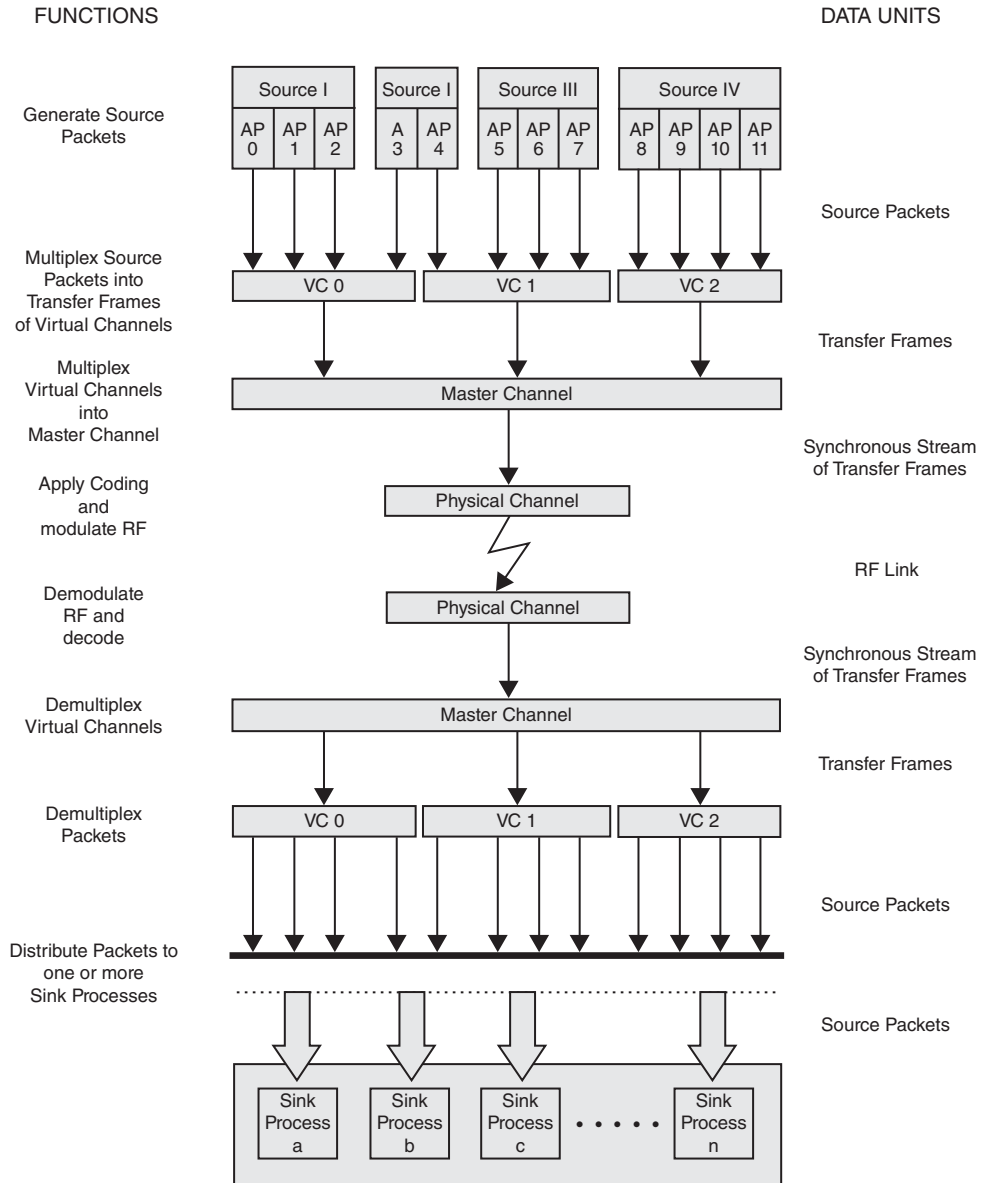 FUNCTIONS
DATA UNITS
Generate Source
Packets
Source I
Source I
Source III
Source IV
AP
0
AP
1
AP
2
A
3
AP
4
AP
5
AP
6
AP
7
AP
8
AP
9
AP
10
AP
11
Source Packets
Multiplex Source
Packets into
Transfer Frames
of Virtual Channels
VC 0
VC 1
VC 2
Transfer Frames
Multiplex
Virtual Channels
into
Master Channel
Master Channel
Synchronous Stream
of Transfer Frames
Apply Coding
and
modulate RF
Physical Channel
RF Link
Demodulate
RF and
decode
Physical Channel
Synchronous Stream
of Transfer Frames
Demultiplex
Virtual Channels
Master Channel
Transfer Frames
Demultiplex
Packets
VC 0
VC 1
VC 2
Source Packets
Distribute Packets to
one or more
Sink Processes
Source Packets
Sink
Process
a
Sink
Process
b
Sink
Process
c
• • • • •
Sink
Process
n